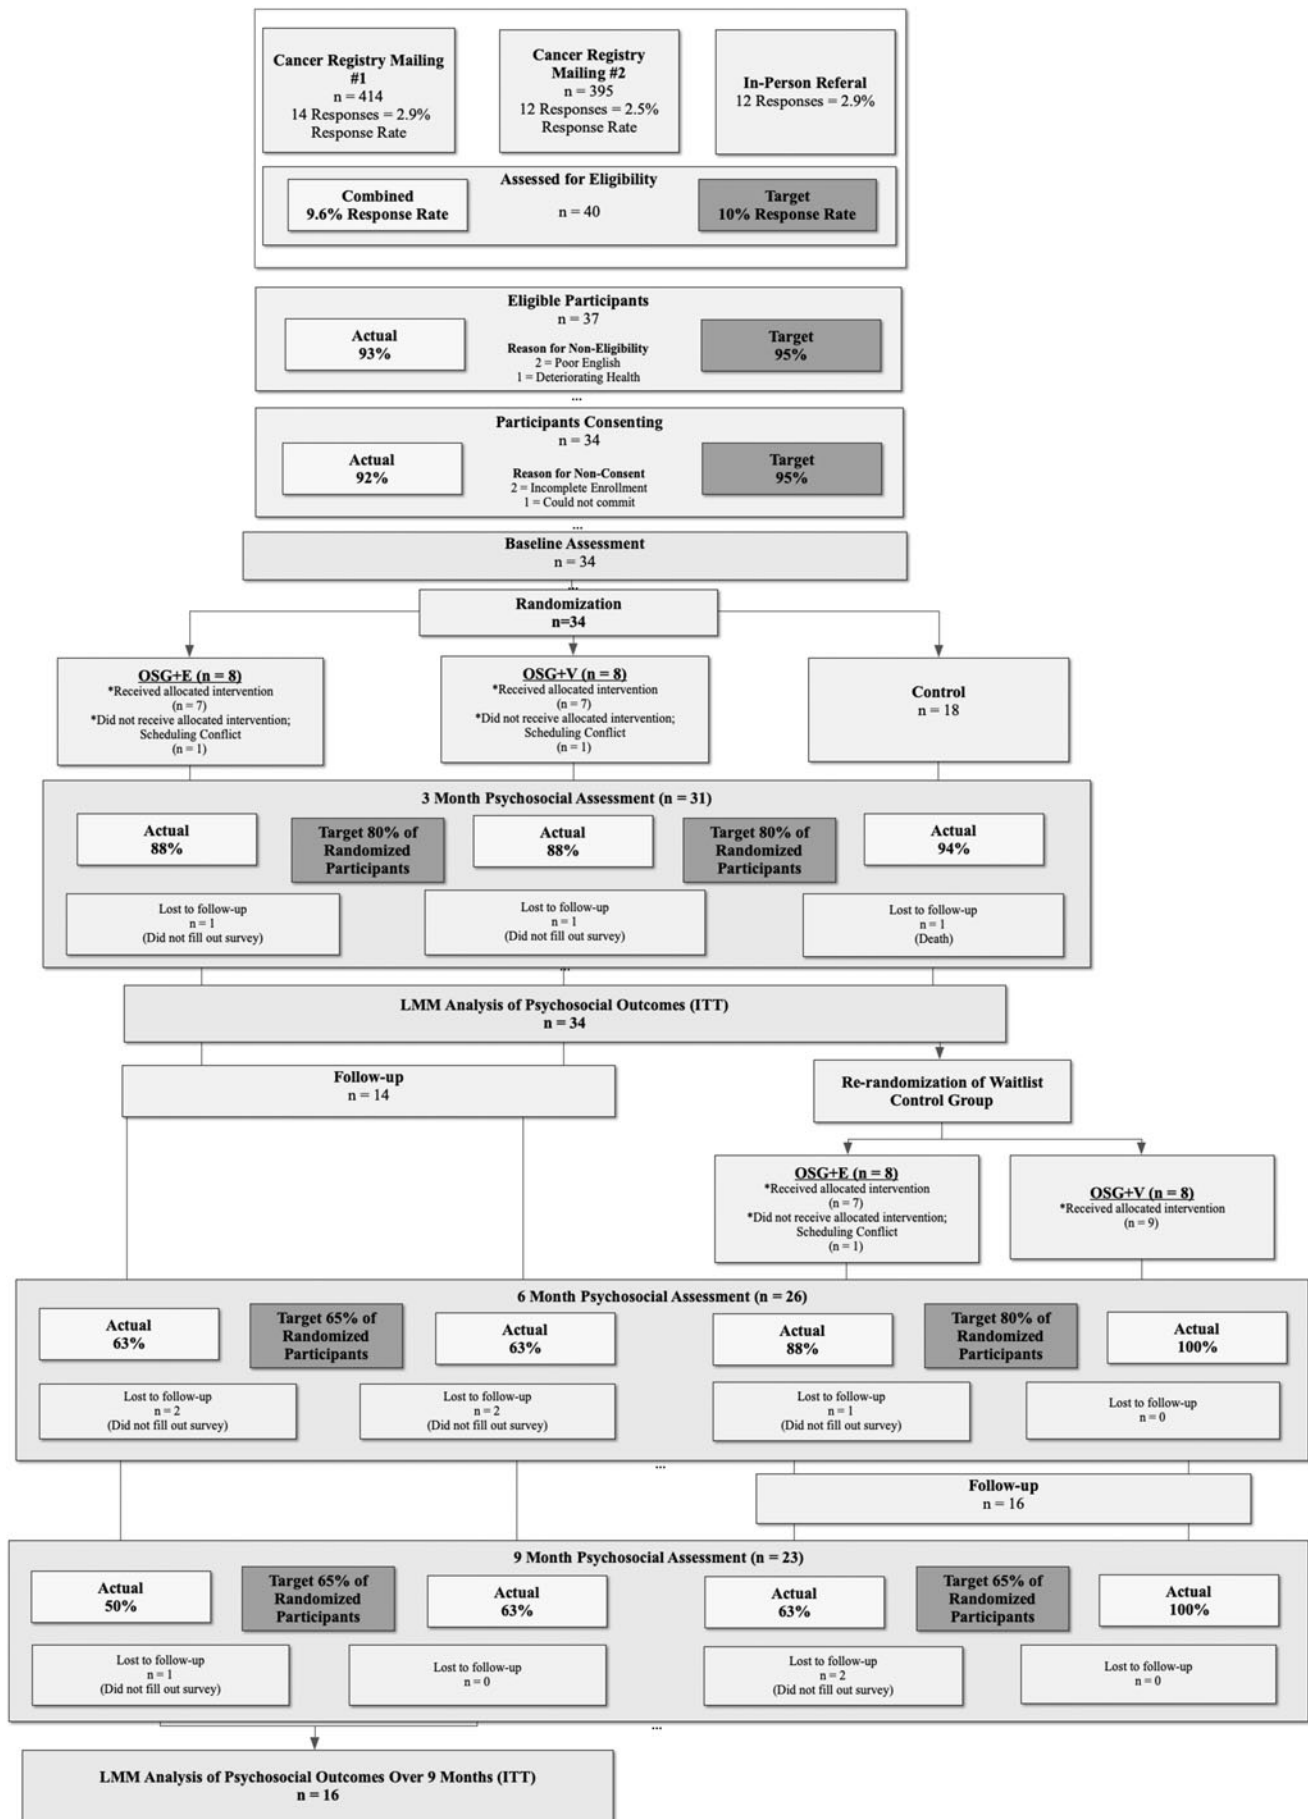 Cancer Registry Mailing
#1
n = 414
14 Responses = 2.9%
Response Rate
Cancer Registry
Mailing #2
n = 395
12 Responses = 2.5%
Response Rate
In-Person Referal
12 Responses = 2.9%
Assessed for Eligibility
Combined
9.6% Response Rate
n = 40
Target
10% Response Rate
Eligible Participants
n = 37
Actual
93%
Reason for Non-Eligibility
2 = Poor English
1 = Deteriorating Health
Target
95%
...
Participants Consenting
n = 34
Actual
92%
Reason for Non-Consent
2 = Incomplete Enrollment
1 = Could not commit
Target
95%
...
Baseline Assessment
n = 34
...
Randomization
n=34
OSG+E (n = 8)
*Received allocated intervention
(n = 7)
*Did not receive allocated intervention;
Scheduling Conflict
(n = 1)
OSG+V (n = 8)
*Received allocated intervention
(n = 7)
*Did not receive allocated intervention;
Scheduling Conflict
(n = 1)
Control
n = 18
3 Month Psychosocial Assessment (n = 31)
Actual
88%
Target 80% of
Randomized
Participants
Actual
88%
Target 80% of
Randomized
Participants
Actual
94%
Lost to follow-up
n = 1
(Did not fill out survey)
Lost to follow-up
n = 1
(Did not fill out survey)
Lost to follow-up
n = 1
(Death)
...
LMM Analysis of Psychosocial Outcomes (ITT)
n = 34
Follow-up
n = 14
Re-randomization of Waitlist
Control Group
OSG+E (n = 8)
*Received allocated intervention
(n = 7)
*Did not receive allocated intervention;
Scheduling Conflict
(n = 1)
OSG+V (n = 8)
*Received allocated intervention
(n = 9)
6 Month Psychosocial Assessment (n = 26)
Actual
63%
Target 65% of
Randomized
Participants
Actual
63%
Actual
88%
Target 80% of
Randomized
Participants
Actual
100%
Lost to follow-up
n = 2
(Did not fill out survey)
Lost to follow-up
n = 2
(Did not fill out survey)
Lost to follow-up
n = 1
(Did not fill out survey)
Lost to follow-up
n = 0
...
Follow-up
n = 16
9 Month Psychosocial Assessment (n = 23)
Actual
50%
Target 65% of
Randomized
Participants
Actual
63%
Actual
63%
Target 65% of
Randomized
Participants
Actual
100%
Lost to follow-up
n = 1
(Did not fill out survey)
Lost to follow-up
n = 0
Lost to follow-up
n = 2
(Did not fill out survey)
Lost to follow-up
n = 0
...
LMM Analysis of Psychosocial Outcomes Over 9 Months (ITT)
n = 16